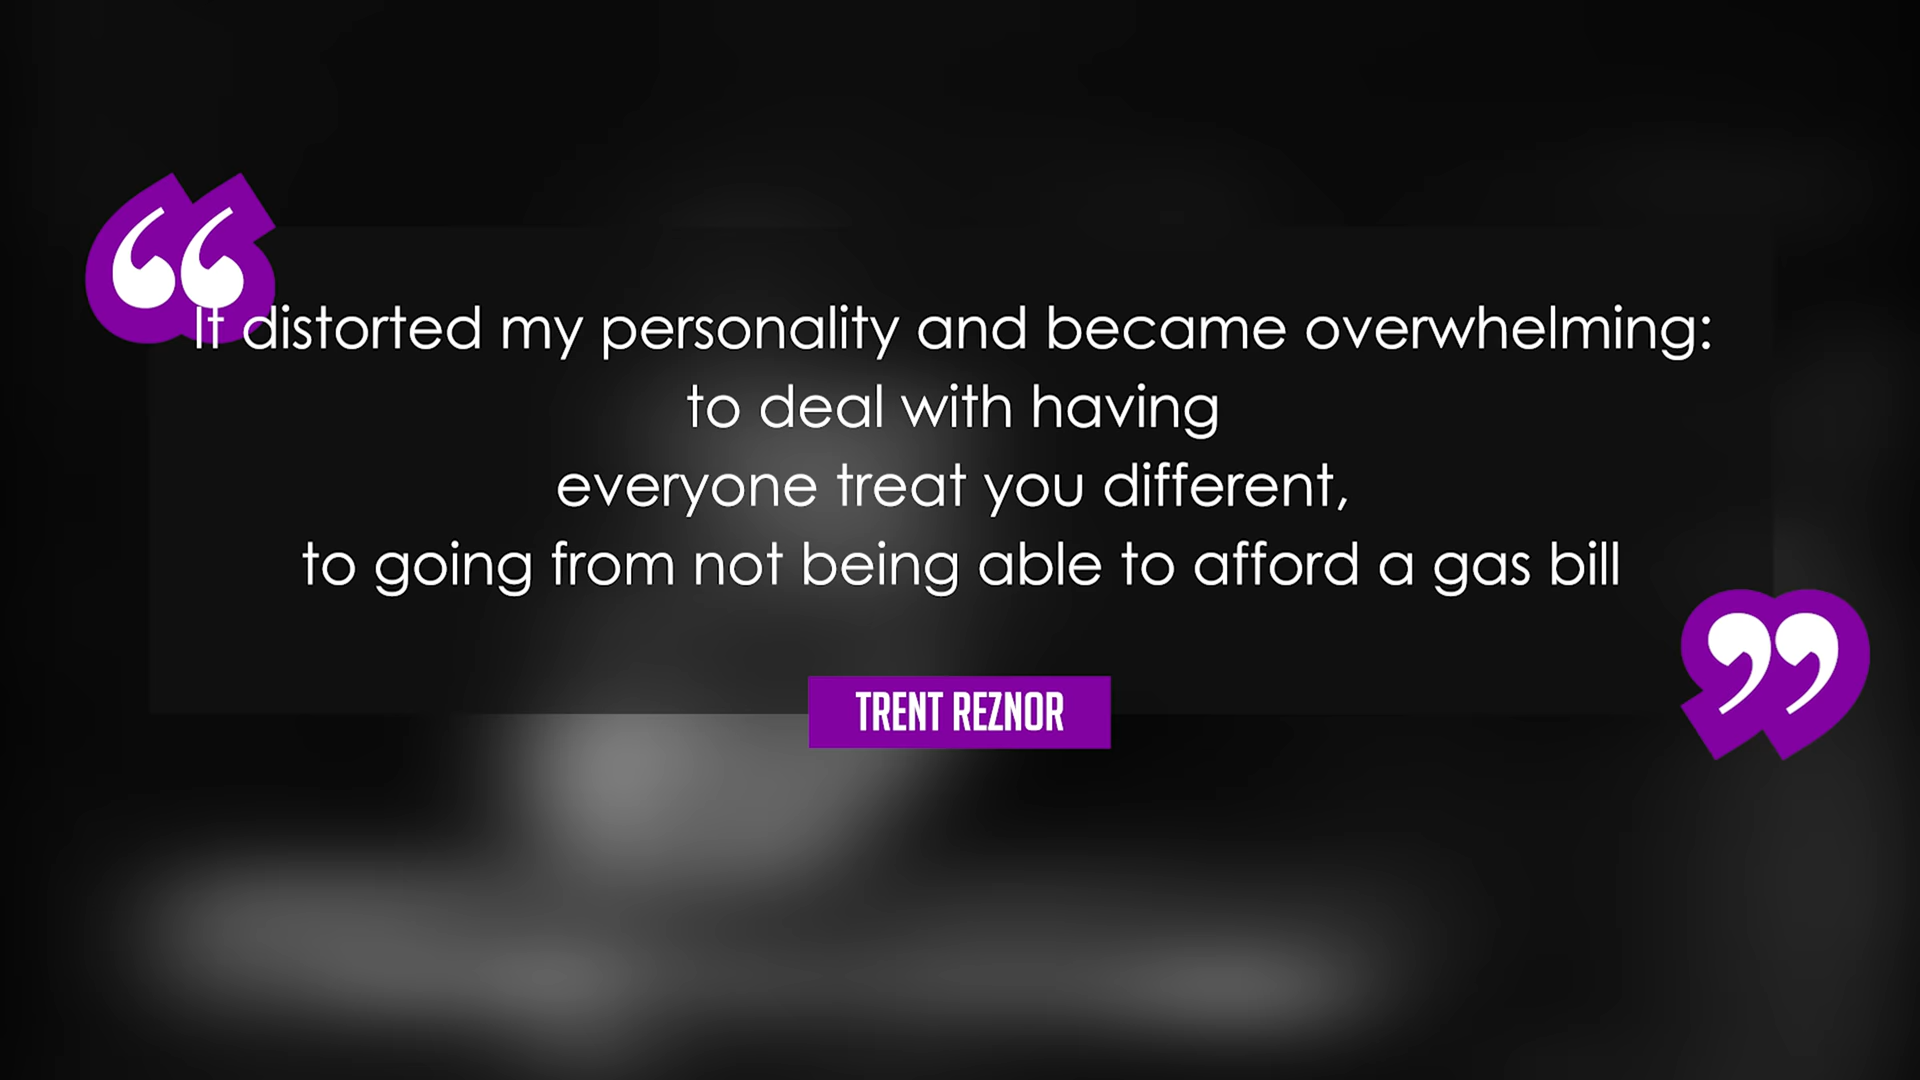 “
It distorted my personality and became overwhelming:
to deal with having
everyone treat you different,
to going from not being able to afford a gas bill
”
TRENT REZNOR